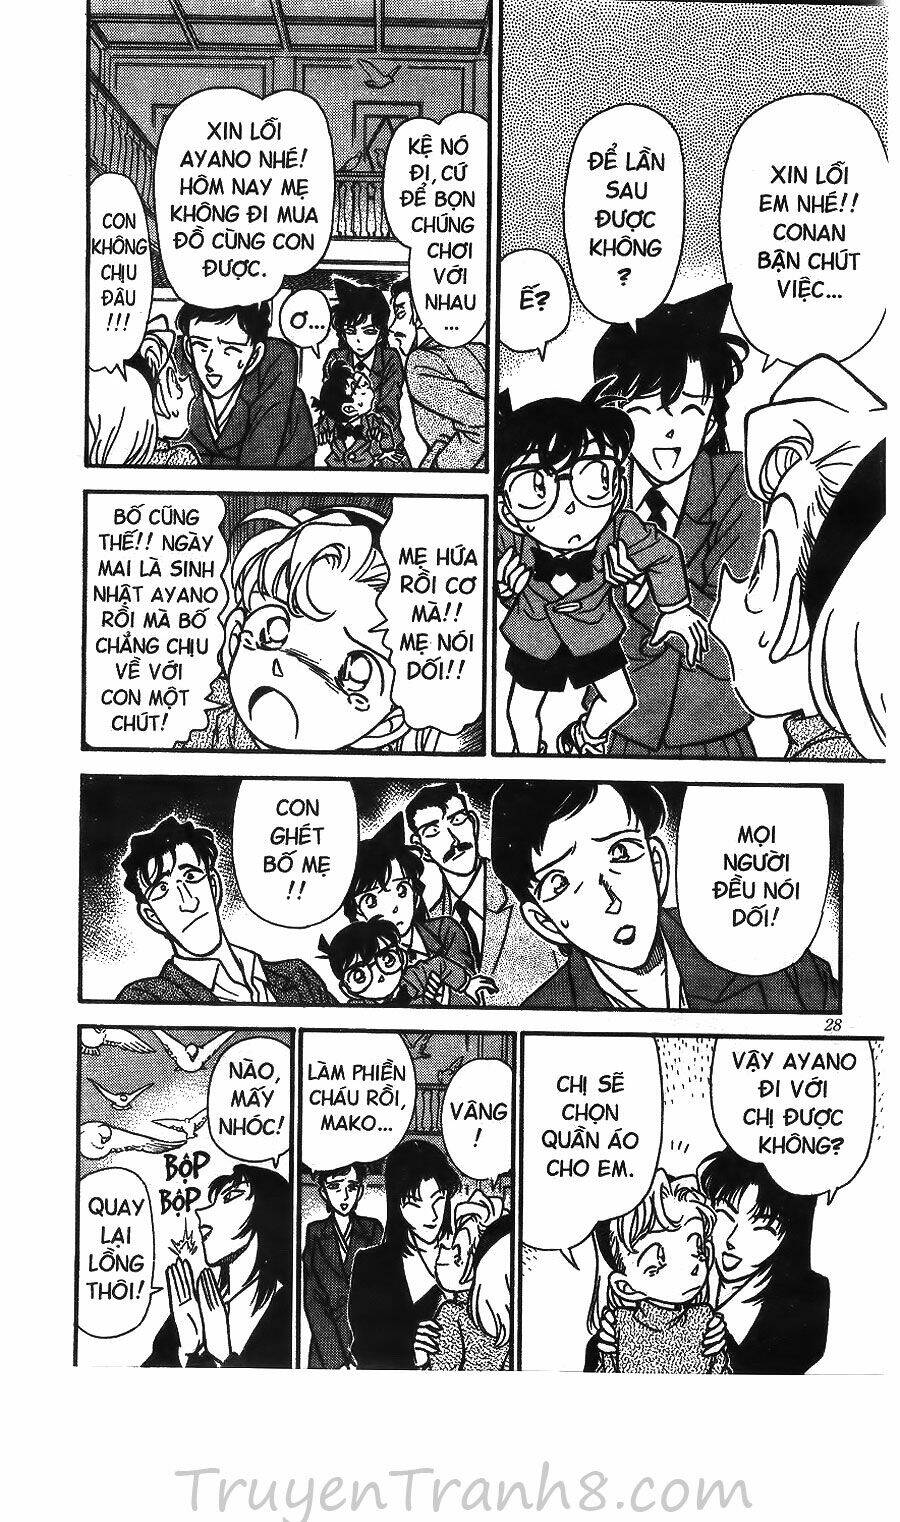 XIN LỖI
EM NHÉ!!
CONAN
BẬN CHÚT
VIỆC...
ĐỂ LẦN
SAU
ĐƯỢC
KHÔNG
?
Ế?
KỆ NÓ
ĐI, CỨ
ĐỂ BỌN
CHÚNG
CHƠI
VỚI
NHAU
...
Ơ...
XIN LỖI
AYANO NHÉ!
HÔM NAY MẸ
KHÔNG ĐI MUA
ĐỒ CÙNG CON
ĐƯỢC.
CON
KHÔNG
CHỊU
ĐÂU
!!!
MẸ HỨA
RỒI CƠ
MÀ!!
MẸ NÓI
DỐI!!
BỐ CŨNG
THẾ!! NGÀY
MAI LÀ SINH
NHẬT AYANO
RỒI MÀ BỐ
CHẲNG CHỊU
VỀ VỚI
CON MỘT
CHÚT!
MỌI
NGƯỜI
ĐỀU NÓI
DỐI!
CON
GHÉT
BỐ MẸ
!!
28
VẬY AYANO
ĐI VỚI
CHỊ ĐƯỢC
KHÔNG?
CHỊ SẼ
CHỌN
QUẦN ÁO
CHO EM.
VÂNG
!
LÀM PHIỀN
CHÁU RỒI,
MAKO...
NÀO,
MẤY
NHÓC!
BỘP
BỘP
QUAY
LẠI
LỒNG
THÔI!
TruyenTranh8.com